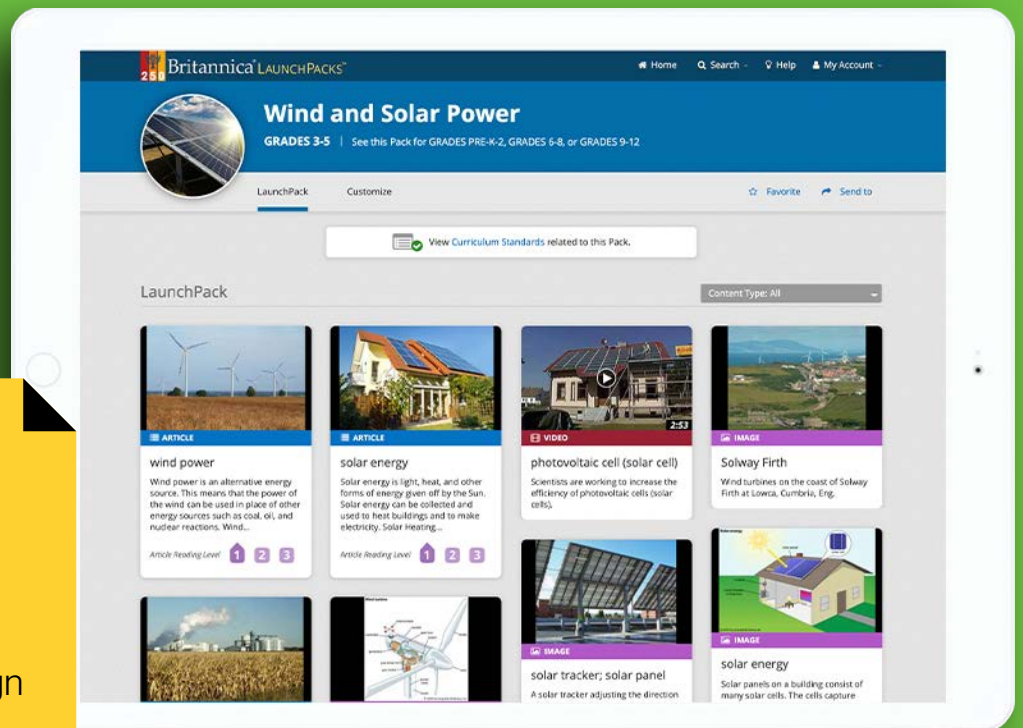 250 Britannica® LAUNCHPACKS™
Home Search Help My Account
Wind and Solar Power
GRADES 3-5 | See this Pack for GRADES PRE-K-2, GRADES 6-8, or GRADES 9-12
LaunchPack Customize
Favorite Send to
View Curriculum Standards related to this Pack.
LaunchPack
Content Type: All
ARTICLE
wind power
Wind power is an alternative energy
source. This means that the power of
the wind can be used in place of other
energy sources such as coal, oil, and
nuclear reactions. Wind...
Article Reading Level 1 2 3
ARTICLE
solar energy
Solar energy is light, heat, and other
forms of energy given off by the Sun.
Solar energy can be collected and
used to heat buildings and to make
electricity. Solar Heating...
Article Reading Level 1 2 3
2:53
VIDEO
photovoltaic cell (solar cell)
Scientists are working to increase the
efficiency of photovoltaic cells (solar
cells),
IMAGE
Solway Firth
Wind turbines on the coast of Solway
Firth at Lowca, Cumbria, Eng.
Wind turbine
IMAGE
solar tracker; solar panel
A solar tracker adjusting the direction
Solar energy
IMAGE
solar energy
Solar panels on a building consist of
many solar cells. The cells capture
gn